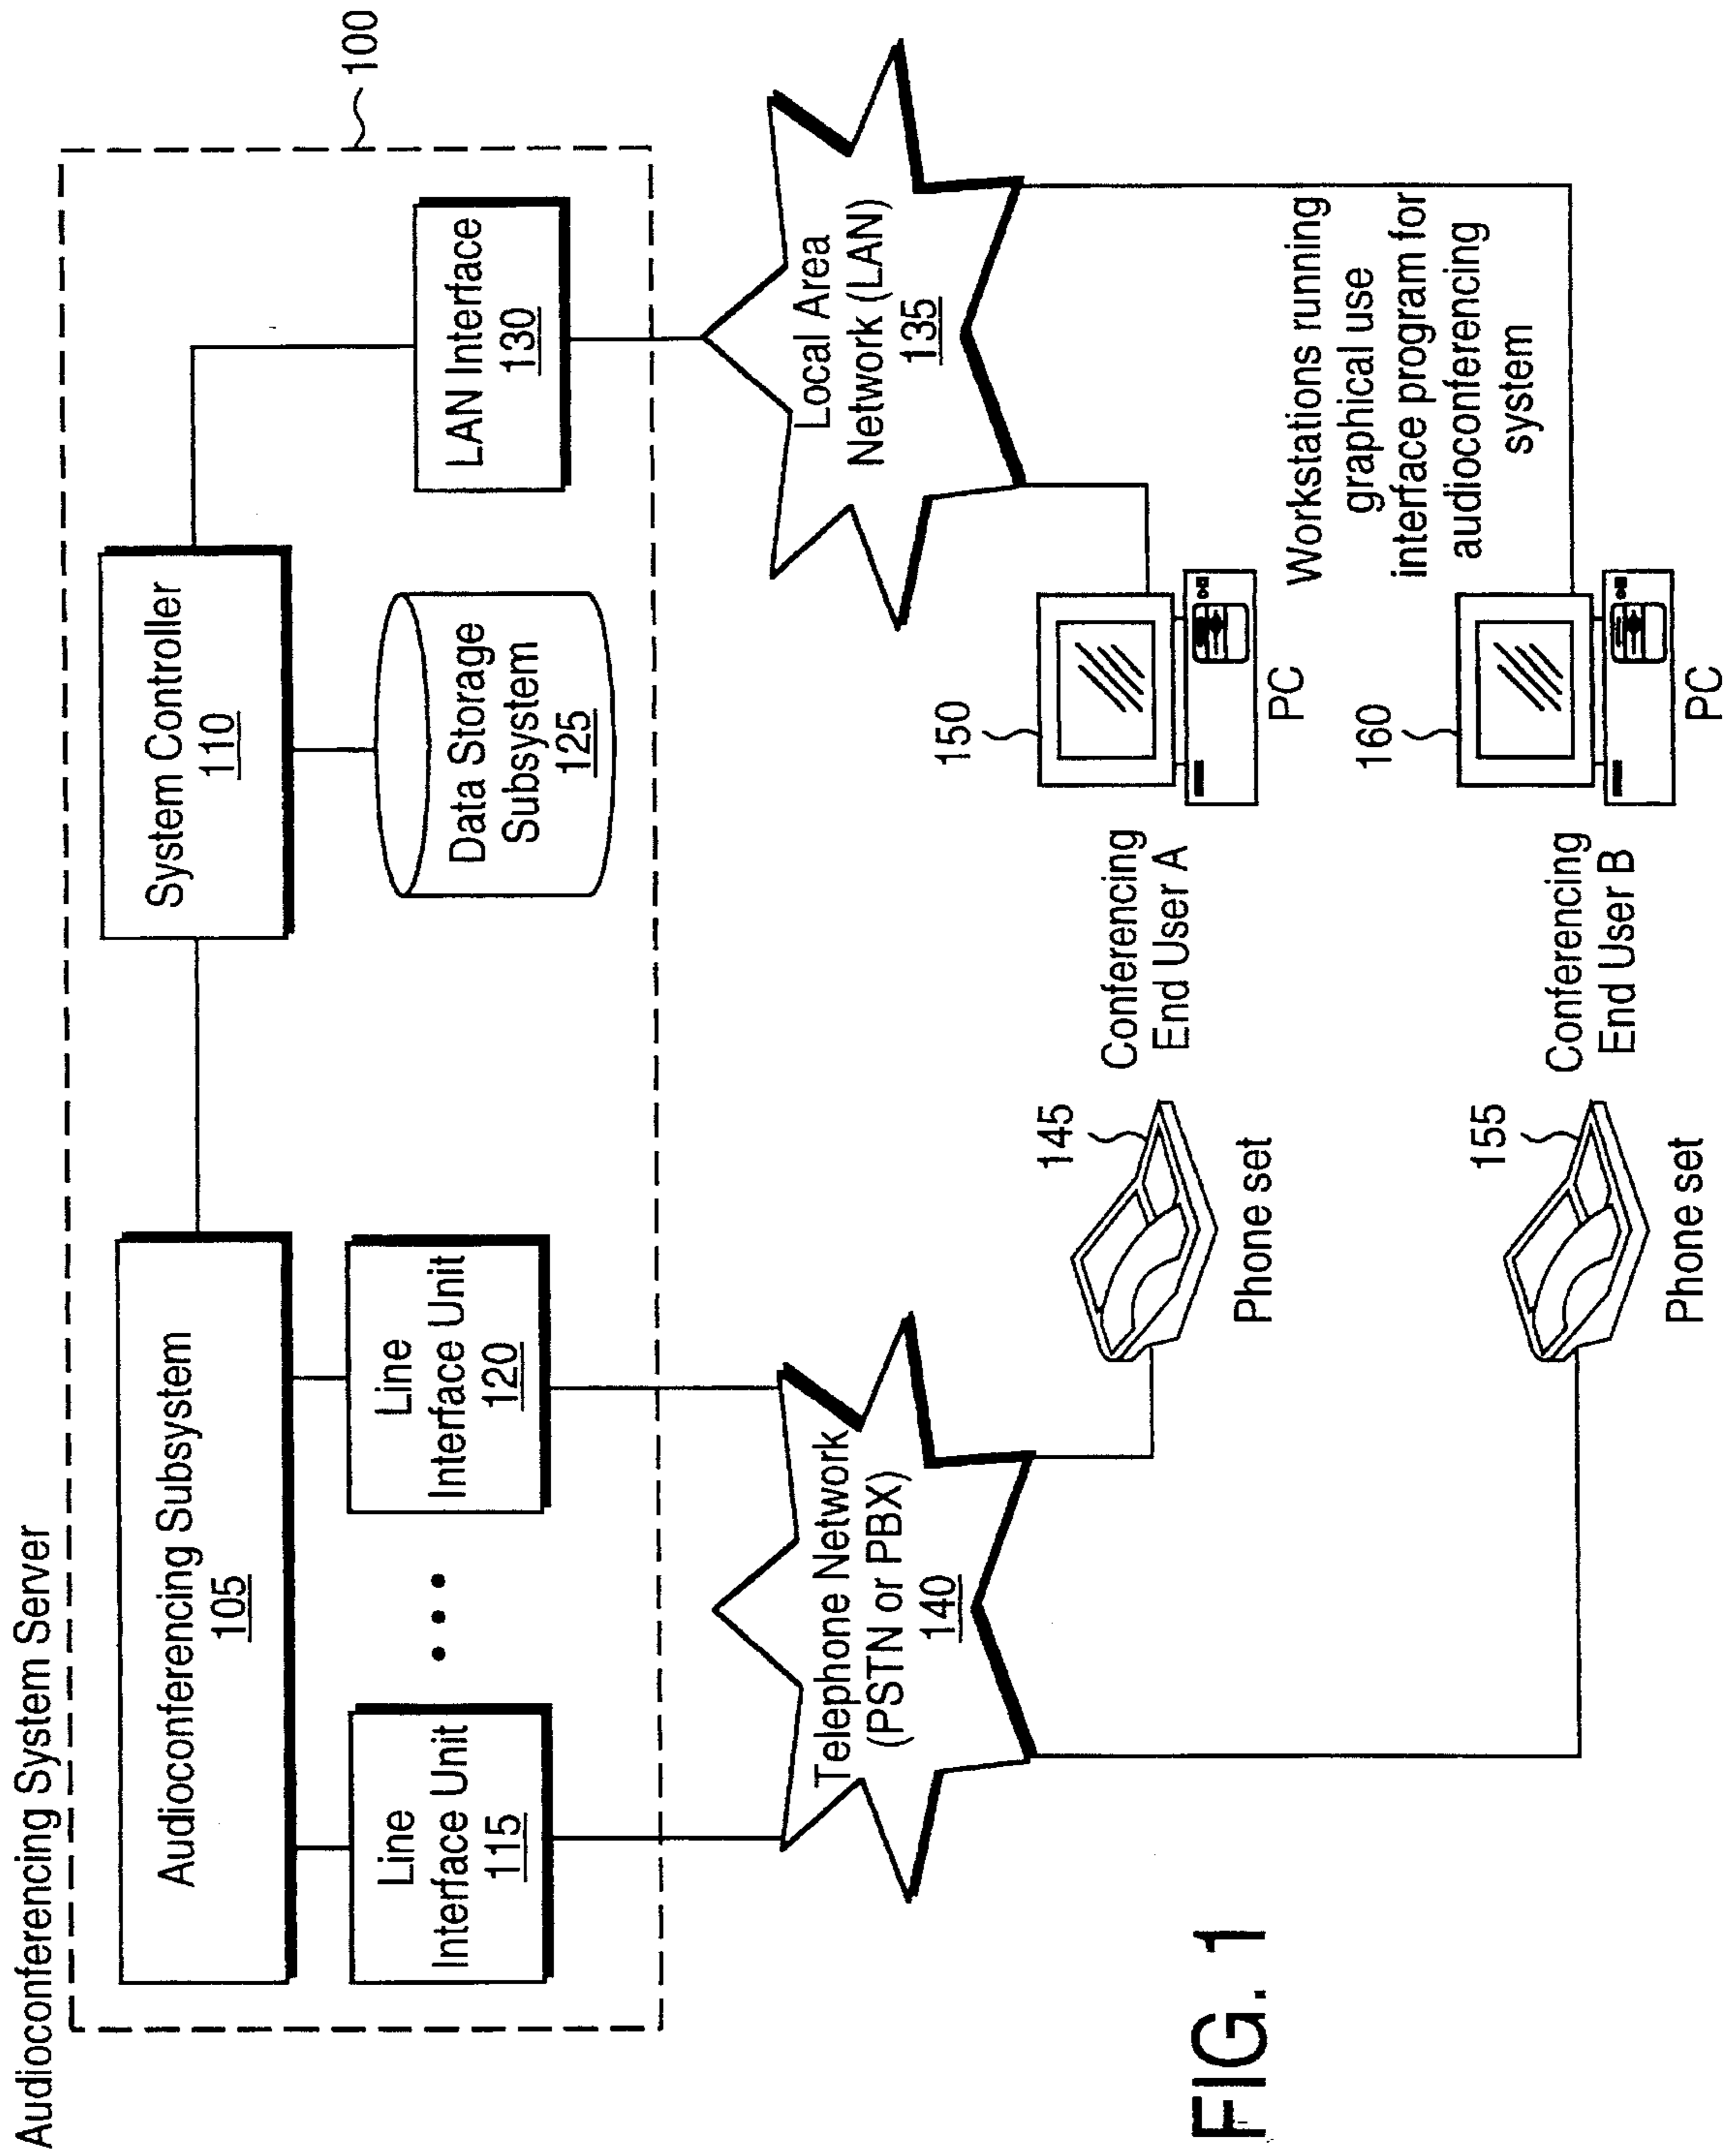 Audioconferencing System Server
100
Audioconferencing Subsystem
105
System Controller
110
Line
Interface Unit
115
Line
Interface Unit
120
Data Storage
Subsystem
125
LAN Interface
130
Telephone Network
(PSTN or PBX)
140
Local Area
Network (LAN)
135
145
Phone set
Conferencing
End User A
150
PC
Workstations running
graphical use
interface program for
audioconferencing
system
155
Phone set
Conferencing
End User B
160
PC
FIG. 1